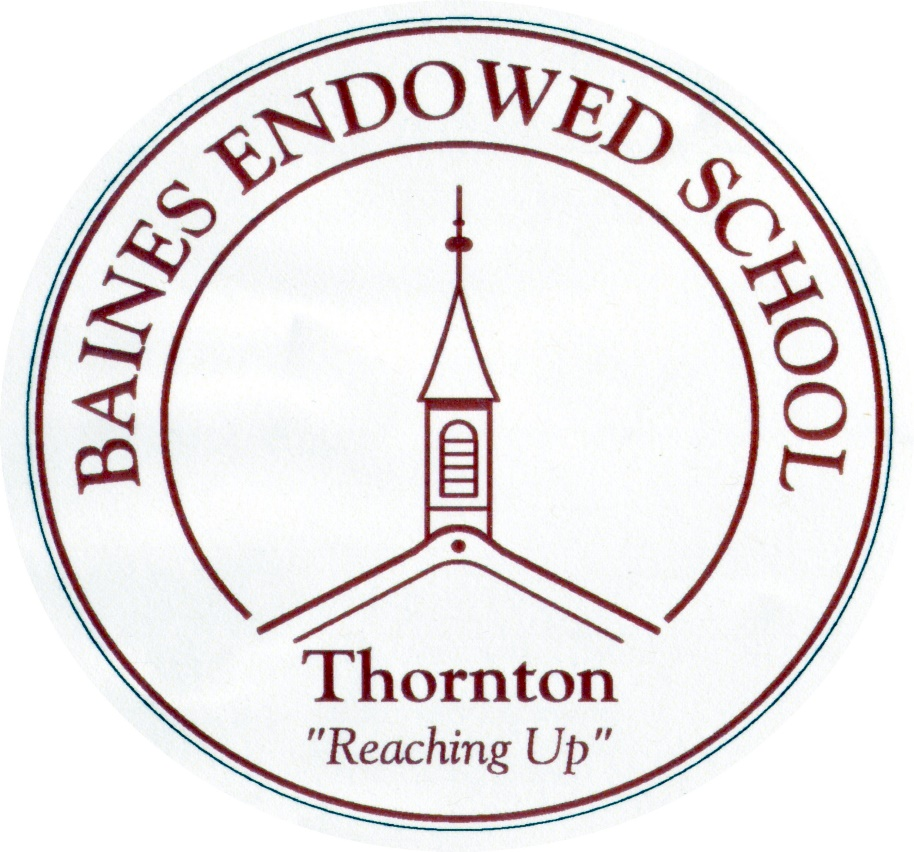 BAINES ENDOWED SCHOOL
Thornton
"Reaching Up"